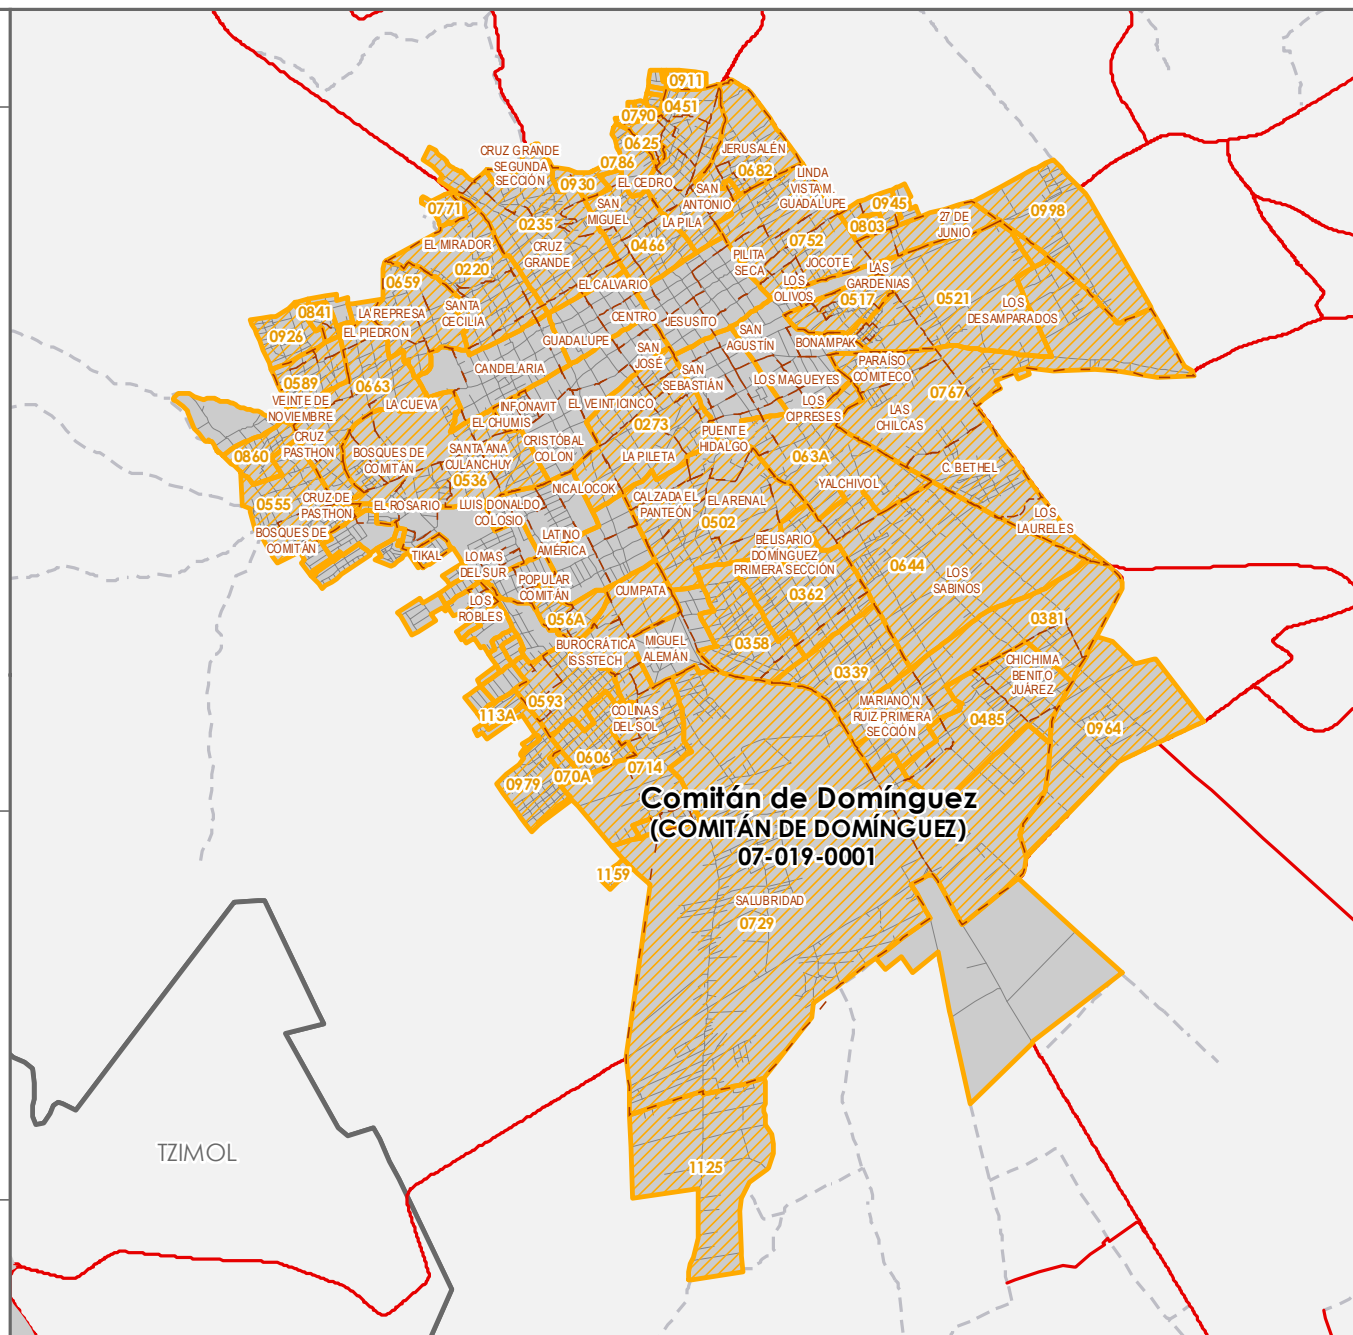 0911
0451
0790
0625
CRUZ GRANDE
SEGUNDA
SECCIÓN
0786
JERUSALÉN
0682
0930
EL CEDRO
LINDA
VISTA M.
GUADALUPE
SAN
ANTONIO
0771
SAN
MIGUEL
LA PILA
0945
0803
27 DE
JUNIO
0998
0235
EL MIRADOR
CRUZ
GRANDE
0466
0752
PILITA
SECA
JOCOTE
0220
0659
LAS
GARDENIAS
EL CALVARIO
LOS
OLIVOS
0517
0521
LOS
DESAMPARADOS
0841
LA REPRESA
SANTA
CECILIA
CENTRO
JESUSITO
0926
EL PIEDRÓN
GUADALUPE
SAN
AGUSTÍN
BONAMPAK
SAN
JOSÉ
PARAÍSO
COMITECO
CANDELARIA
SAN
SEBASTIÁN
LOS MAGUEYES
0589
0663
0767
VEINTE DE
NOVIEMBRE
LA CUEVA
INFONAVIT
EL VEINTICINCO
LOS
CIPRESES
LAS
CHILCAS
EL CHUMIS
0273
PUENTE
HIDALGO
CRUZ
PASTHON
BOSQUES DE
COMITÁN
SANTA ANA
CULANCHUY
CRISTÓBAL
COLON
LA PILETA
063A
0860
C. BETHEL
0536
NICALOCOK
YALCHIVOL
0555
CRUZ DE
PASTHON
EL ROSARIO
LUIS DONALDO
COLOSIO
CALZADA EL
PANTEÓN
EL ARENAL
LOS
LAURELES
0502
BOSQUES DE
COMITÁN
LATINO
AMÉRICA
BELISARIO
DOMÍNGUEZ
PRIMERA SECCIÓN
TIKAL
LOMAS
DEL SUR
0644
LOS
SABINOS
POPULAR
COMITÁN
CUMPATA
0362
LOS
ROBLES
056A
0381
BUROCRÁTICA
ISSSTECH
MIGUEL
ALEMÁN
0358
CHICHIMA
BENITO
JUÁREZ
0339
0593
MARIANO N.
RUIZ PRIMERA
SECCIÓN
113A
COLINAS
DEL SOL
0485
0964
0606
0714
070A
0979
Comitán de Domínguez
(COMITÁN DE DOMÍNGUEZ)
07-019-0001
1159
SALUBRIDAD
0729
TZIMOL
1125